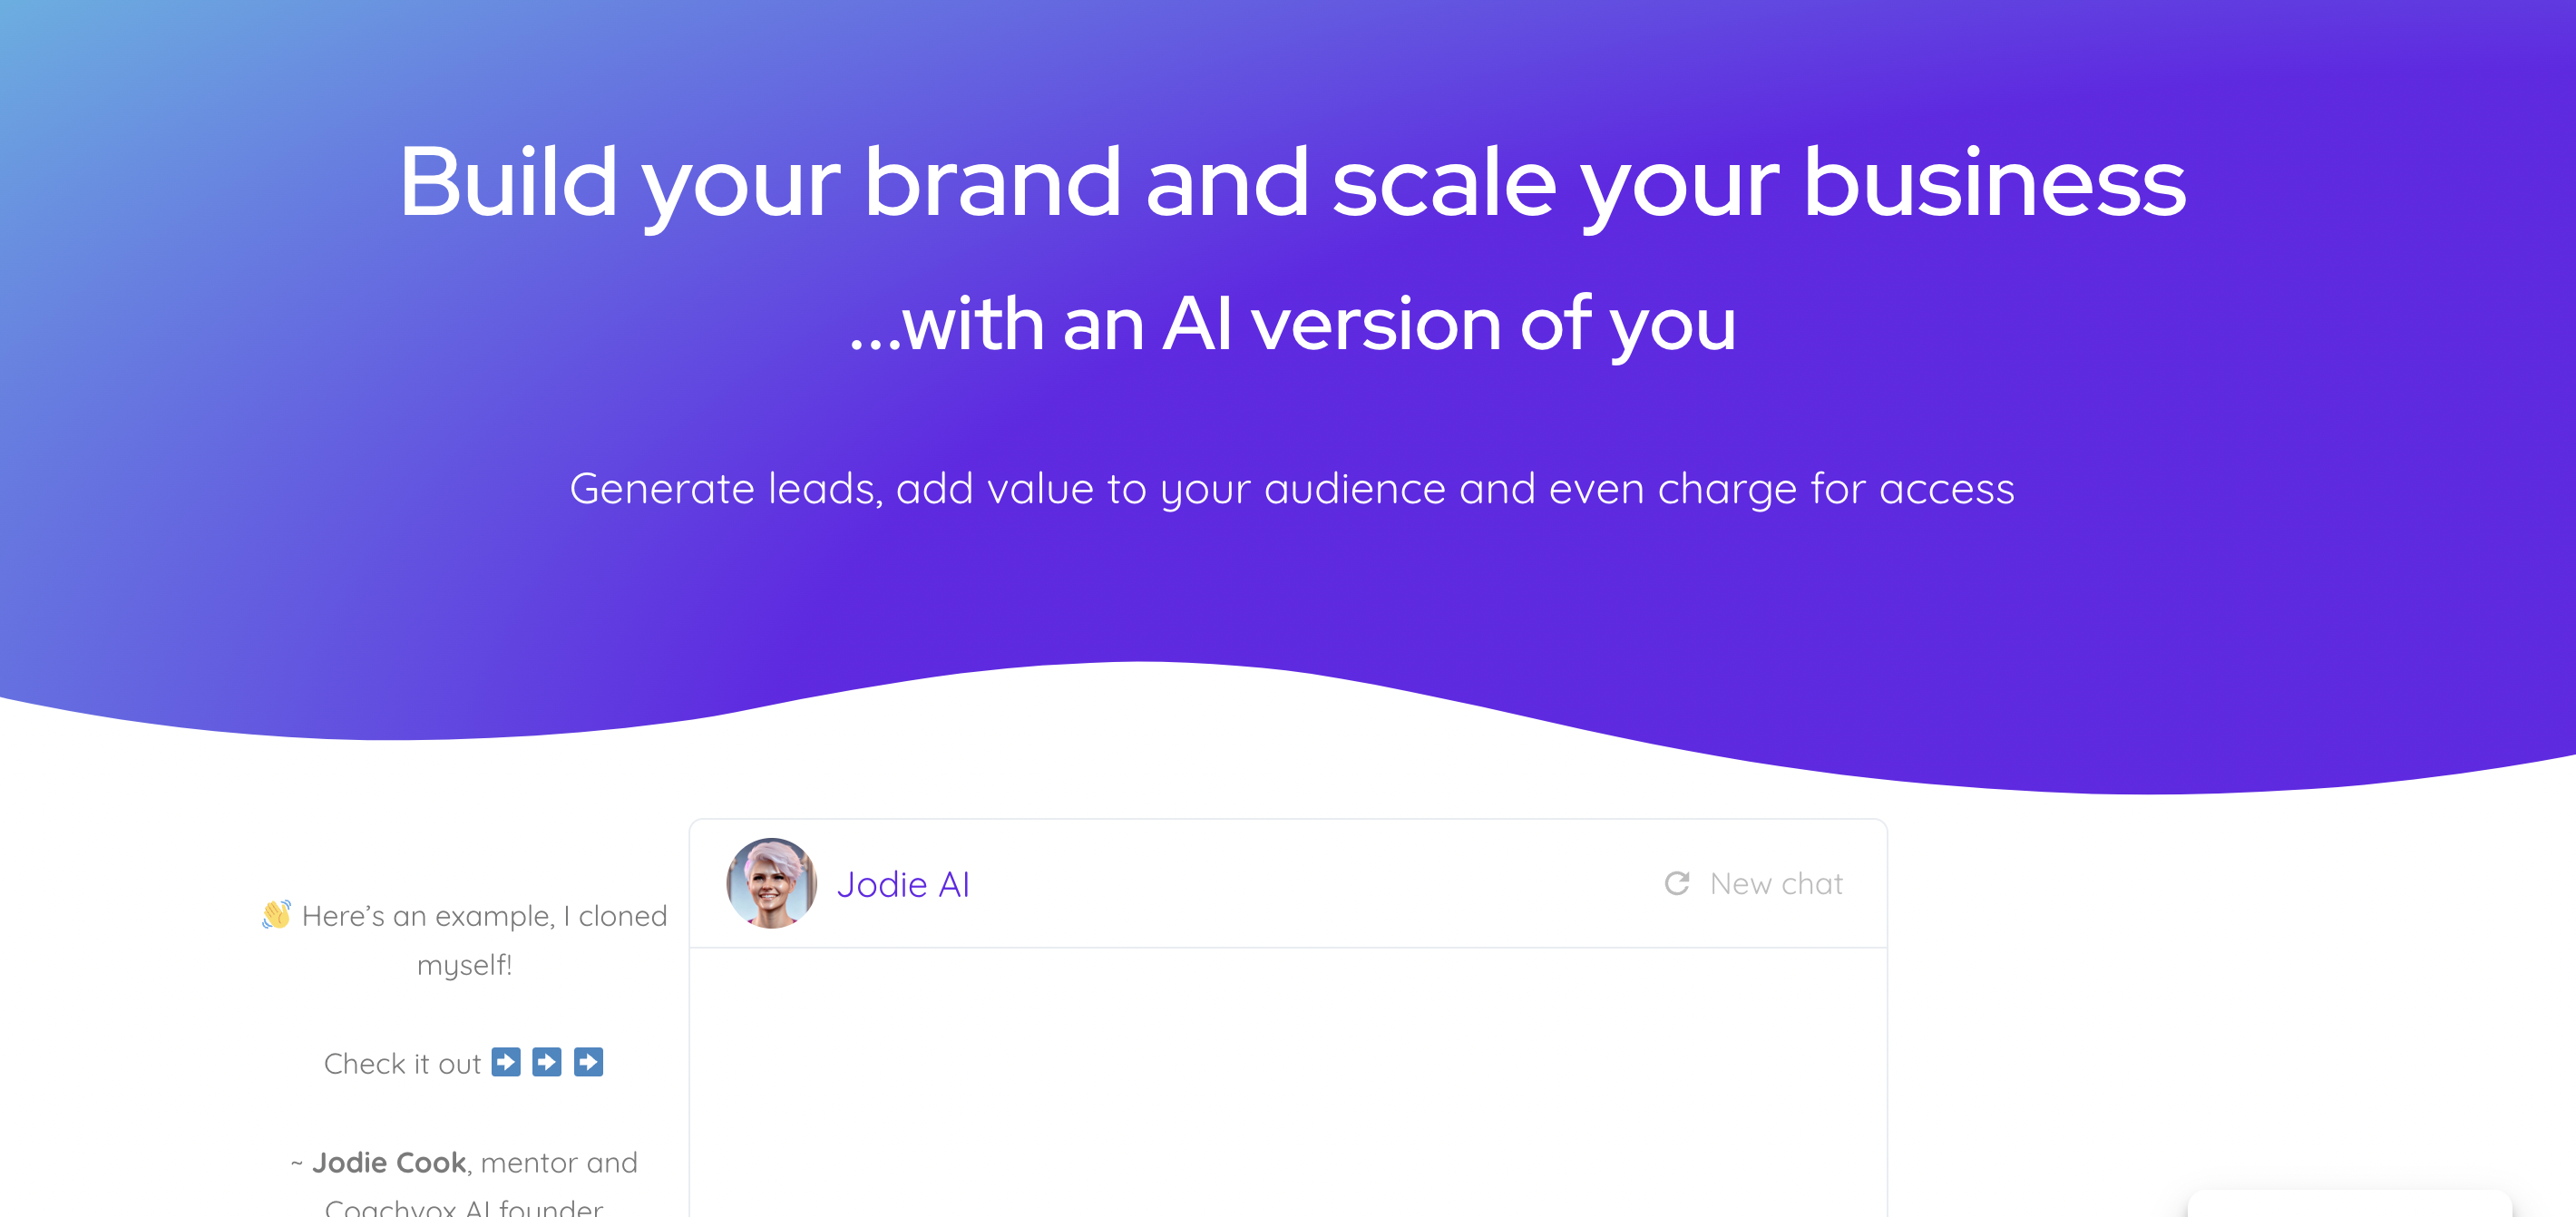 Build your brand and scale your business
...with an AI version of you
Generate leads, add value to your audience and even charge for access
Jodie AI
New chat
👋 Here’s an example, I cloned
myself!
Check it out ➡️ ➡️ ➡️
~ Jodie Cook, mentor and
Coachvox AI founder